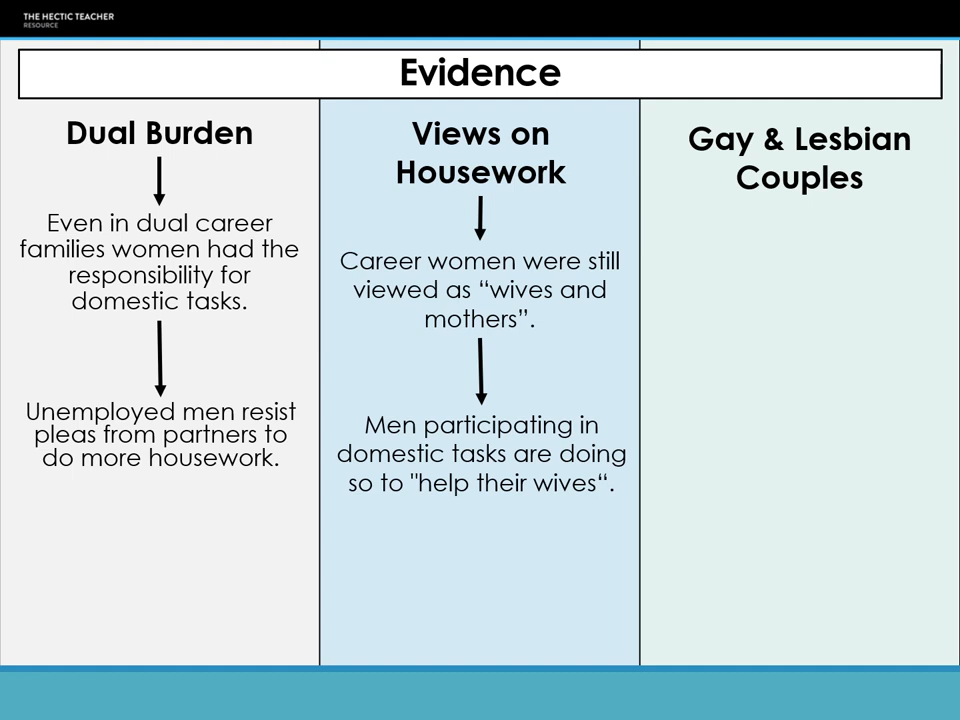 THE HECTIC TEACHER
RESOURCE
Evidence
Dual Burden
Even in dual career
families women had the
responsibility for
domestic tasks.
Unemployed men resist
pleas from partners to
do more housework.
Views on
Housework
Career women were still
viewed as “wives and
mothers”.
Men participating in
domestic tasks are doing
so to "help their wives“.
Gay & Lesbian
Couples